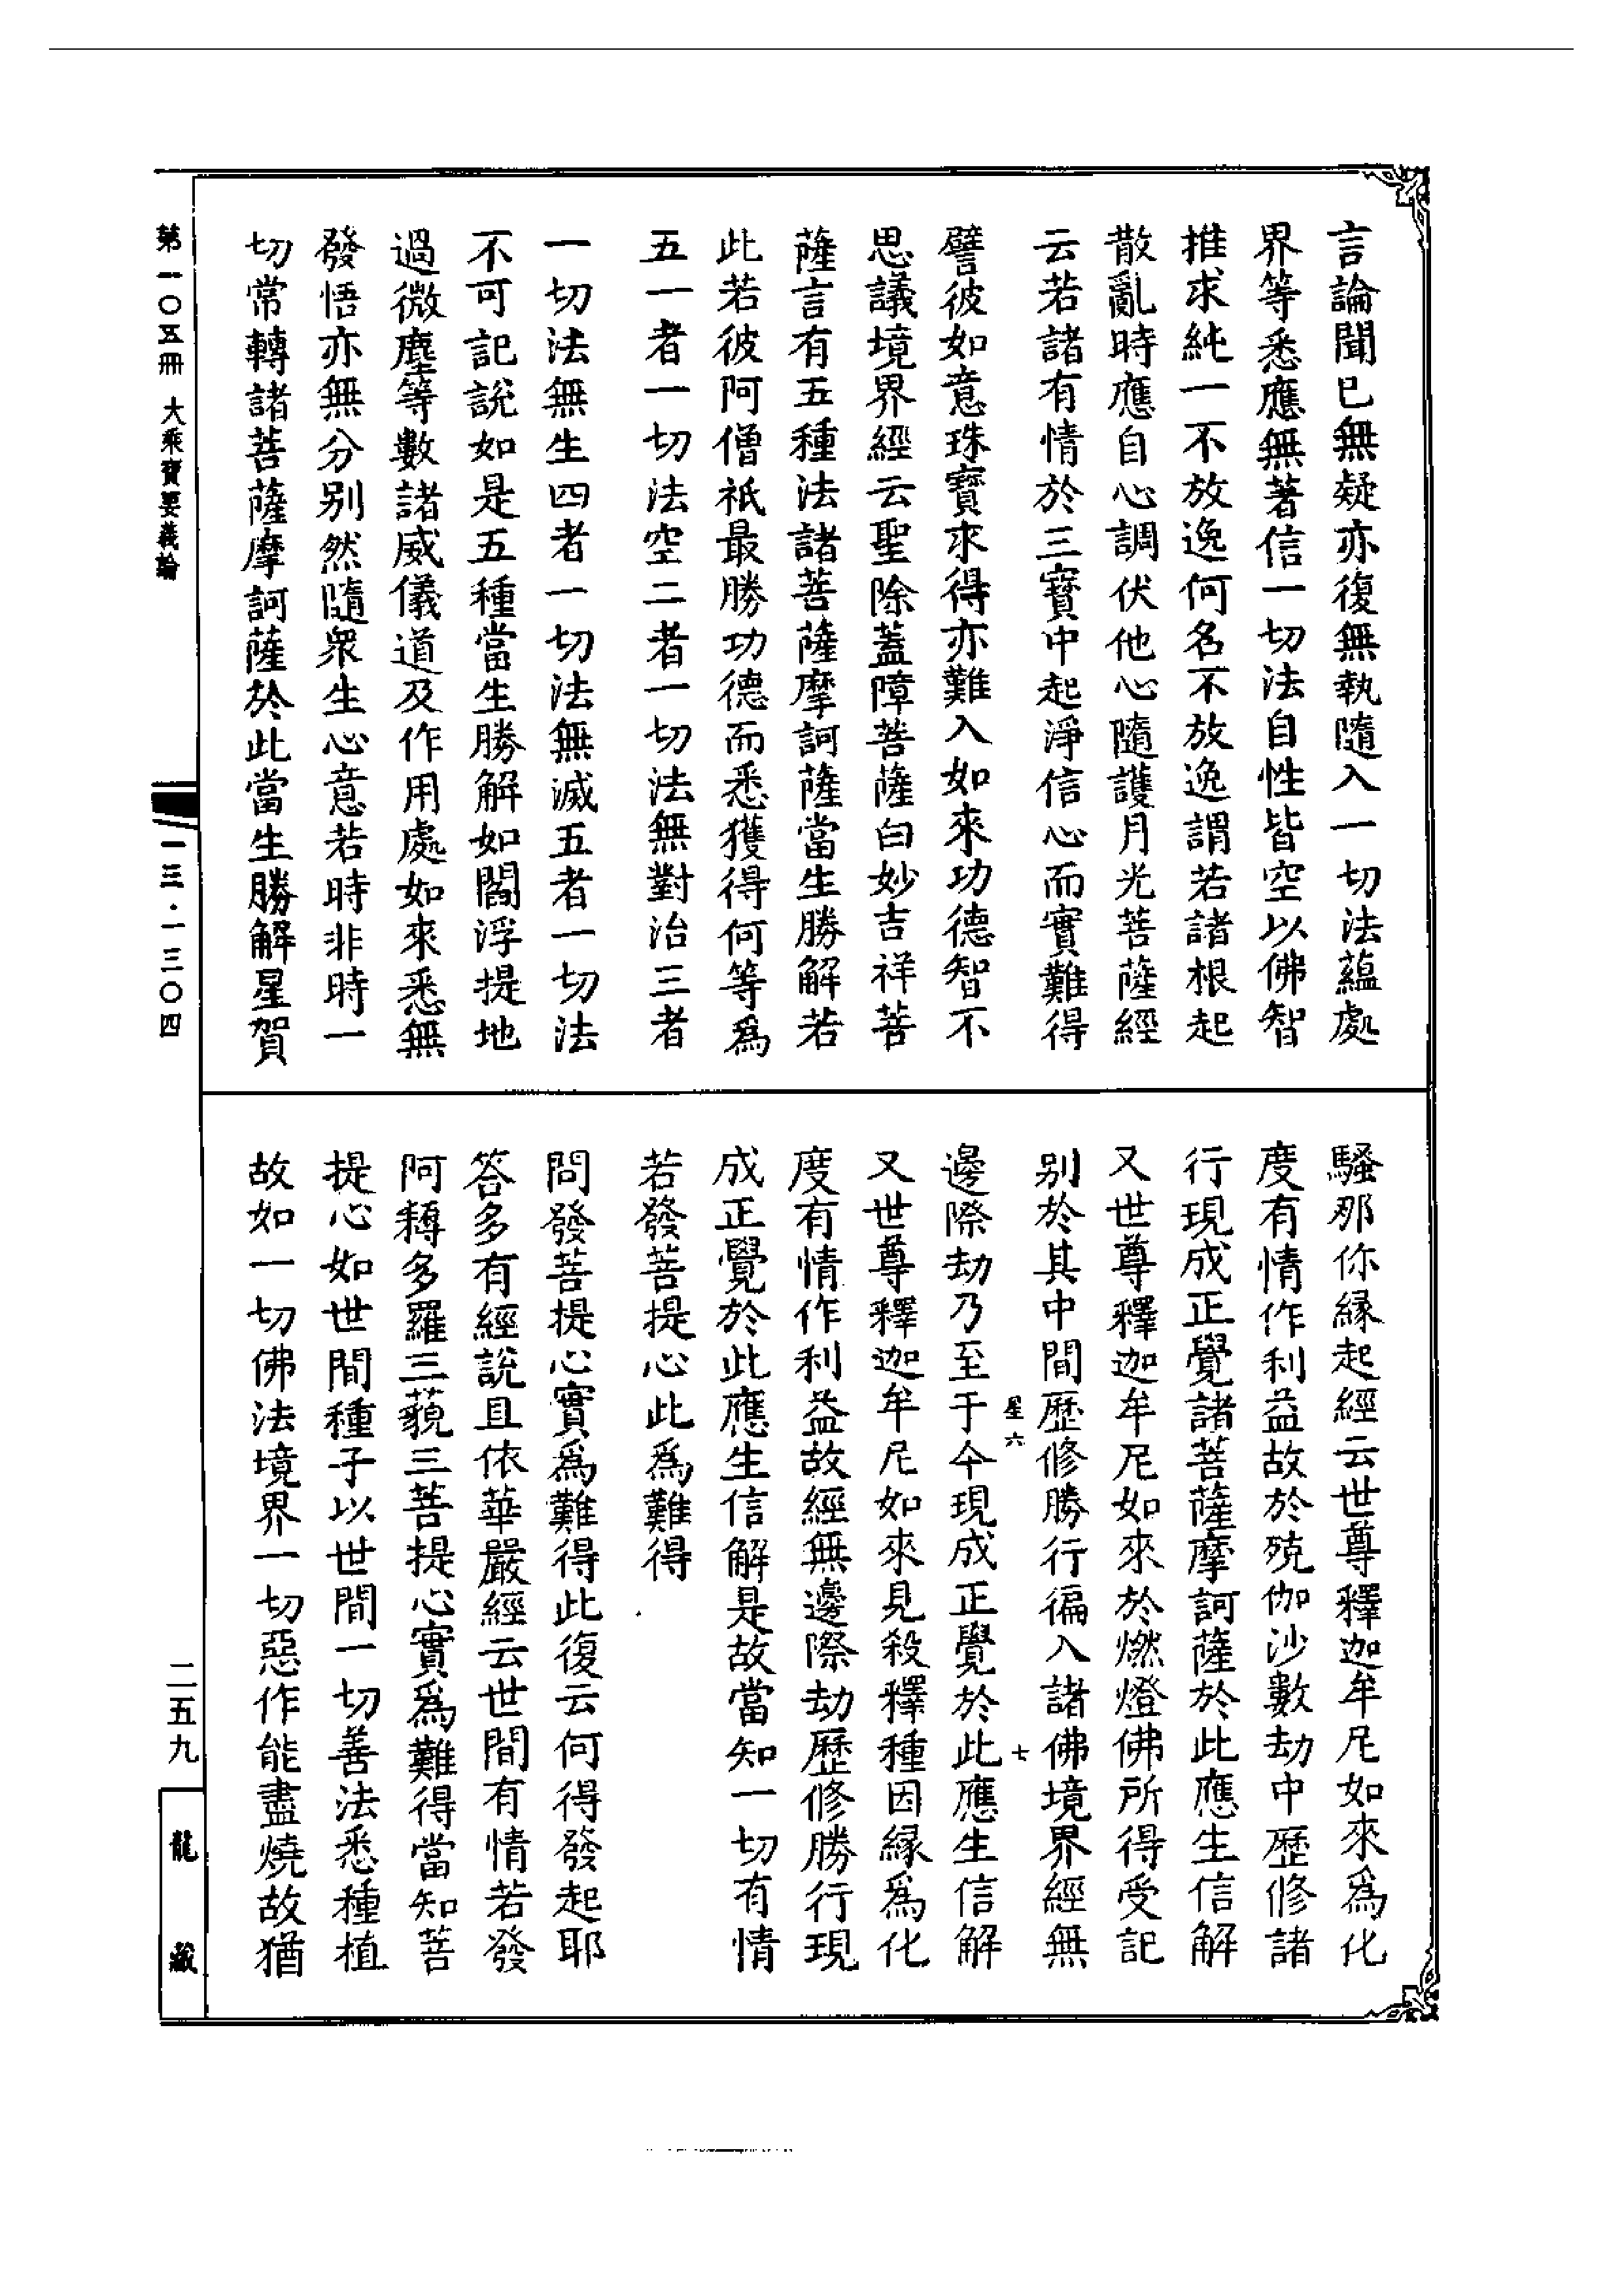 言論聞已無疑亦復無執隨入一切法蘊處
界等悉應無著信一切法自性皆空以佛智
推求純一不放逸何名不放逸謂若諸根起
散亂時應自心調伏他心隨護月光菩薩經
云若諸有情於三寶中起淨信心而實難得
譬彼如意珠寶求得亦難入如來功德智不
思議境界經云聖除蓋障菩薩白妙吉祥菩
薩言有五種法諸菩薩摩訶薩當生勝解若
此若彼阿僧祇最勝功德而悉獲得何等爲
五一者一切法空二者一切法無對治三者
一切法無生四者一切法無滅五者一切法
不可記說如是五種當生勝解如閻浮提地
過微塵等數諸威儀道及作用處如來悉無
發悟亦無分別然隨衆生心意若時非時一
切常轉諸菩薩摩訶薩於此當生勝解星賀
騷那你緣起經云世尊釋迦牟尼如來爲化
度有情作利益故於殑伽沙數劫中歷修諸
行現成正覺諸菩薩摩訶薩於此應生信解
又世尊釋迦牟尼如來於燃燈佛所得受記
別於其中間歷修勝行徧入諸佛境界經無
星六 七
邊際劫乃至于今現成正覺於此應生信解
又世尊釋迦牟尼如來見殺釋種因緣爲化
度有情作利益故經無邊際劫歷修勝行現
成正覺於此應生信解是故當知一切有情
若發菩提心此爲難得
問發菩提心實爲難得此復云何得發起耶
答多有經說且依華嚴經云世間有情若發
阿耨多羅三藐三菩提心實爲難得當知菩
提心如世間種子以世間一切善法悉種植
故如一切佛法境界一切惡作能盡燒故猶
第一〇五冊 大乘寶要義論
一三·一三〇四
二五九
龍藏